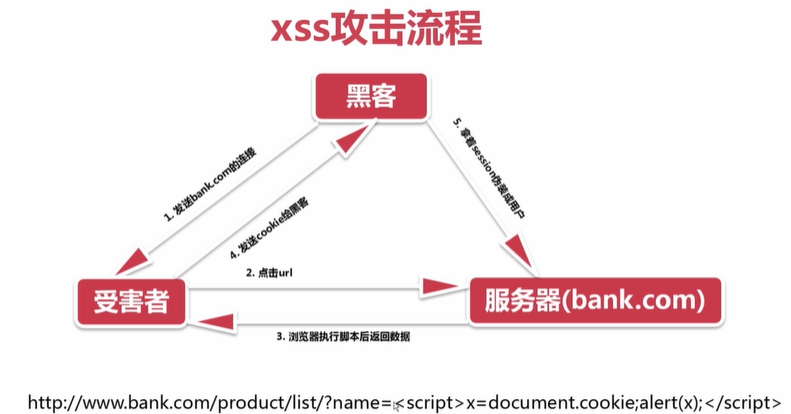 xss攻击流程
黑客
1. 发送bank.com的连接
5. 拿着session伪装成用户
4. 发送cookie给黑客
2. 点击url
受害者
服务器(bank.com)
3. 浏览器执行脚本后返回数据
http://www.bank.com/product/list/?name=<script>x=document.cookie;alert(x);</script>